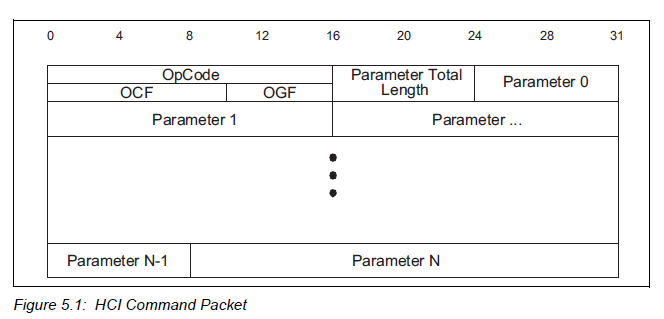 0 4 8 12 16 20 24 28 31
OpCode
OCF OGF
Parameter Total
Length
Parameter 0
Parameter 1 Parameter ...
Parameter N-1 Parameter N
Figure 5.1: HCI Command Packet